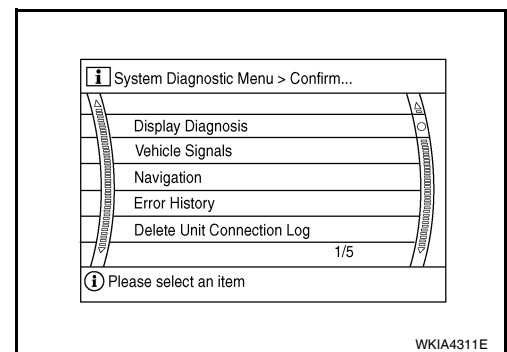 i System Diagnostic Menu > Confirm...
Display Diagnosis
Vehicle Signals
Navigation
Error History
Delete Unit Connection Log
1/5
i Please select an item
WKIA4311E